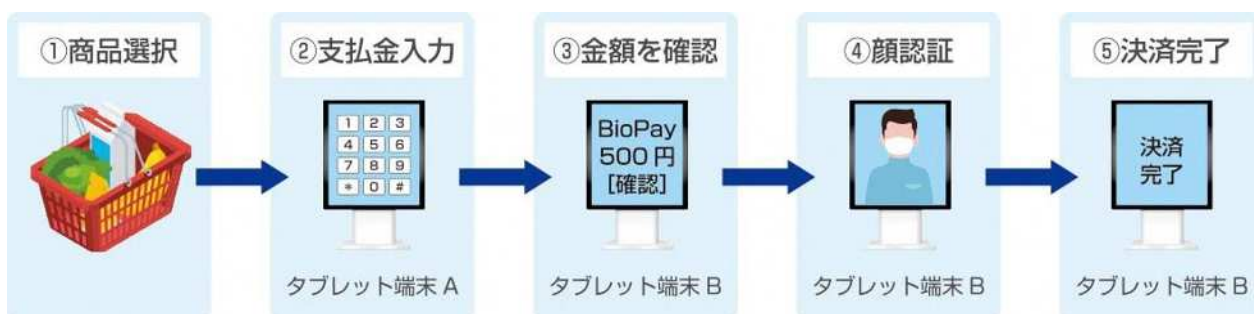 ①商品選択
②支払金入力
1 2 3
4 5 6
7 8 9
* 0 #
タブレット端末 A
③金額を確認
BioPay
500 円
[確認]
タブレット端末 B
④顔認証
タブレット端末 B
⑤決済完了
決済
完了
タブレット端末 B